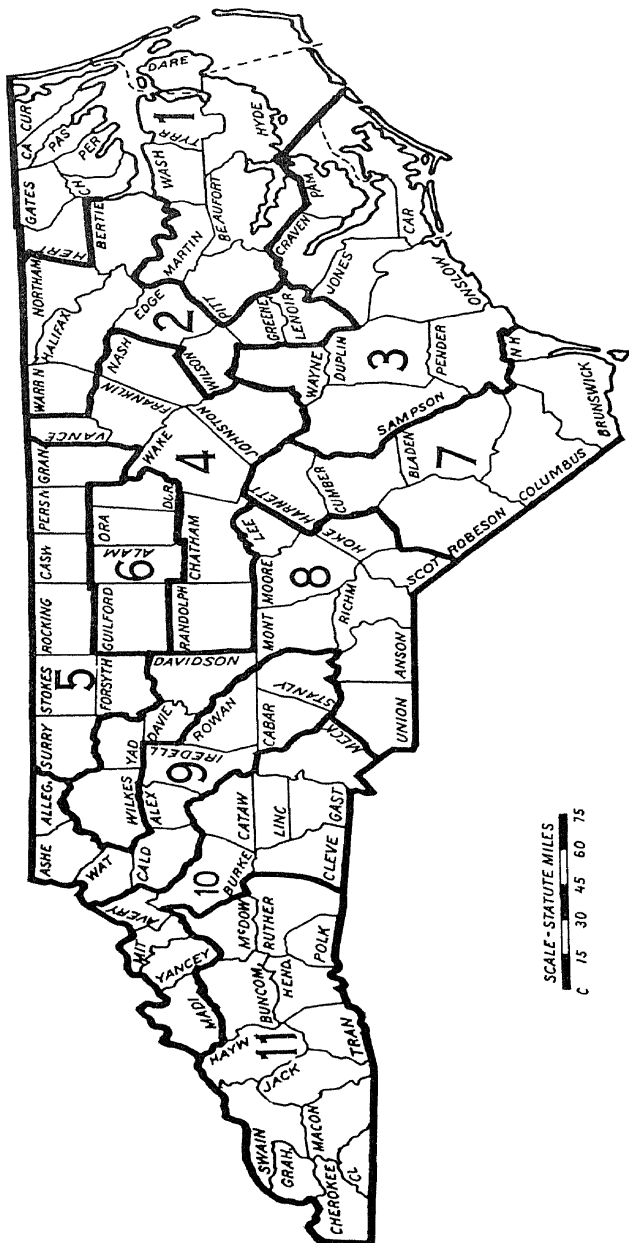 ASHE
ALLEG.
SURRY
STOKES
ROCKING
CASW
PERS'N
GRAN.
VANCE
WARR'N
NORTHAM
HERT
GATES
CA
CUR
PAS
PER
CH
HALIFAX
BERTIE
WAT
WILKES
YAD
5
FORSYTH
GUILFORD
ALAM
ORA
6
DUR.
FRANKLIN
NASH
EDGE
MARTIN
WASH
TYRR
1
DARE
AVERY
MIT
CALD
ALEX
IREDELL
DAVIE
DAVIDSON
RANDOLPH
CHATHAM
WAKE
4
JOHNSTON
WILSON
2
PITT
BEAUFORT
HYDE
MADI
YANCEY
McDOW
BURKE
10
CATAW
9
ROWAN
LEE
HARNETT
WAYNE
GREENE
LENOIR
CRAVEN
PAM
SWAIN
GRAH.
HAYW
BUNCOM
HEND.
RUTHER
LINC
CABAR
STANLY
MONT
MOORE
8
HOKE
CUMBER
SAMPSON
DUPLIN
JONES
CAR
11
JACK
MACON
CHEROKEE
CL
TRAN
POLK
CLEVE
GAST
MECK
UNION
ANSON
RICHM
SCOT
ROBESON
BLADEN
7
3
PENDER
ONSLOW
COLUMBUS
BRUNSWICK
N H
SCALE-STATUTE MILES
C 15 30 45 60 75